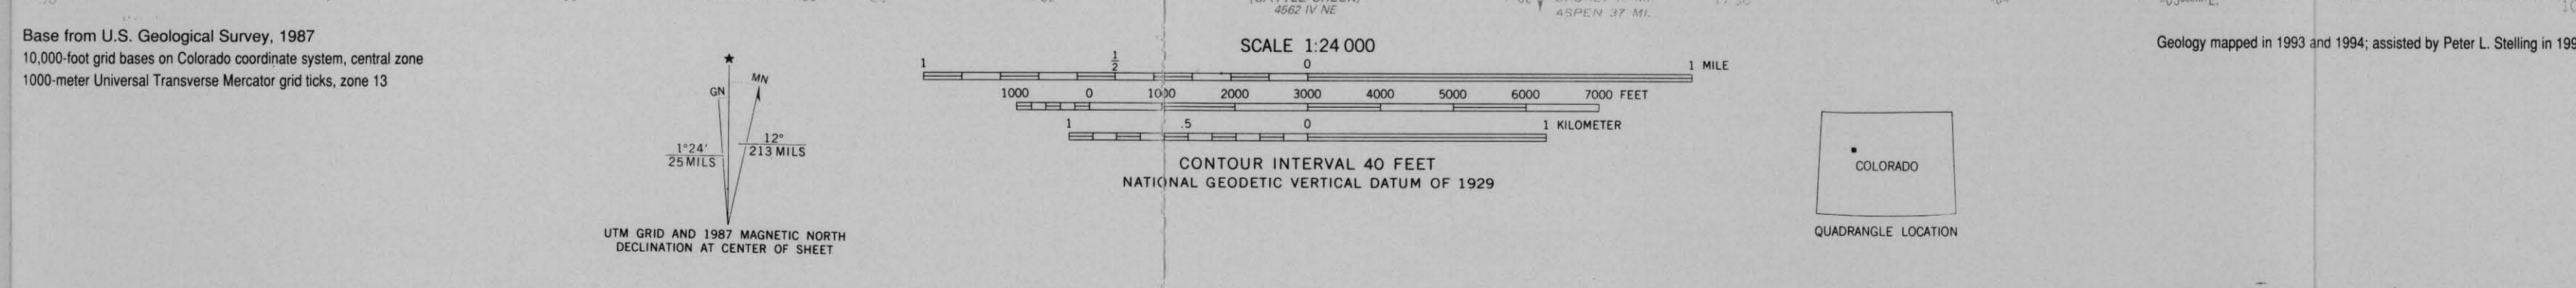 4562 IV NE
ASPEN 37 MI.
Base from U.S. Geological Survey, 1987
10,000-foot grid bases on Colorado coordinate system, central zone
1000-meter Universal Transverse Mercator grid ticks, zone 13
★
MN
GN
1°24'
25 MILS
12°
213 MILS
UTM GRID AND 1987 MAGNETIC NORTH
DECLINATION AT CENTER OF SHEET
SCALE 1:24 000
1 1/2 0 1 MILE
1000 0 1000 2000 3000 4000 5000 6000 7000 FEET
1 .5 0 1 KILOMETER
CONTOUR INTERVAL 40 FEET
NATIONAL GEODETIC VERTICAL DATUM OF 1929
COLORADO
QUADRANGLE LOCATION
Geology mapped in 1993 and 1994; assisted by Peter L. Stelling in 199